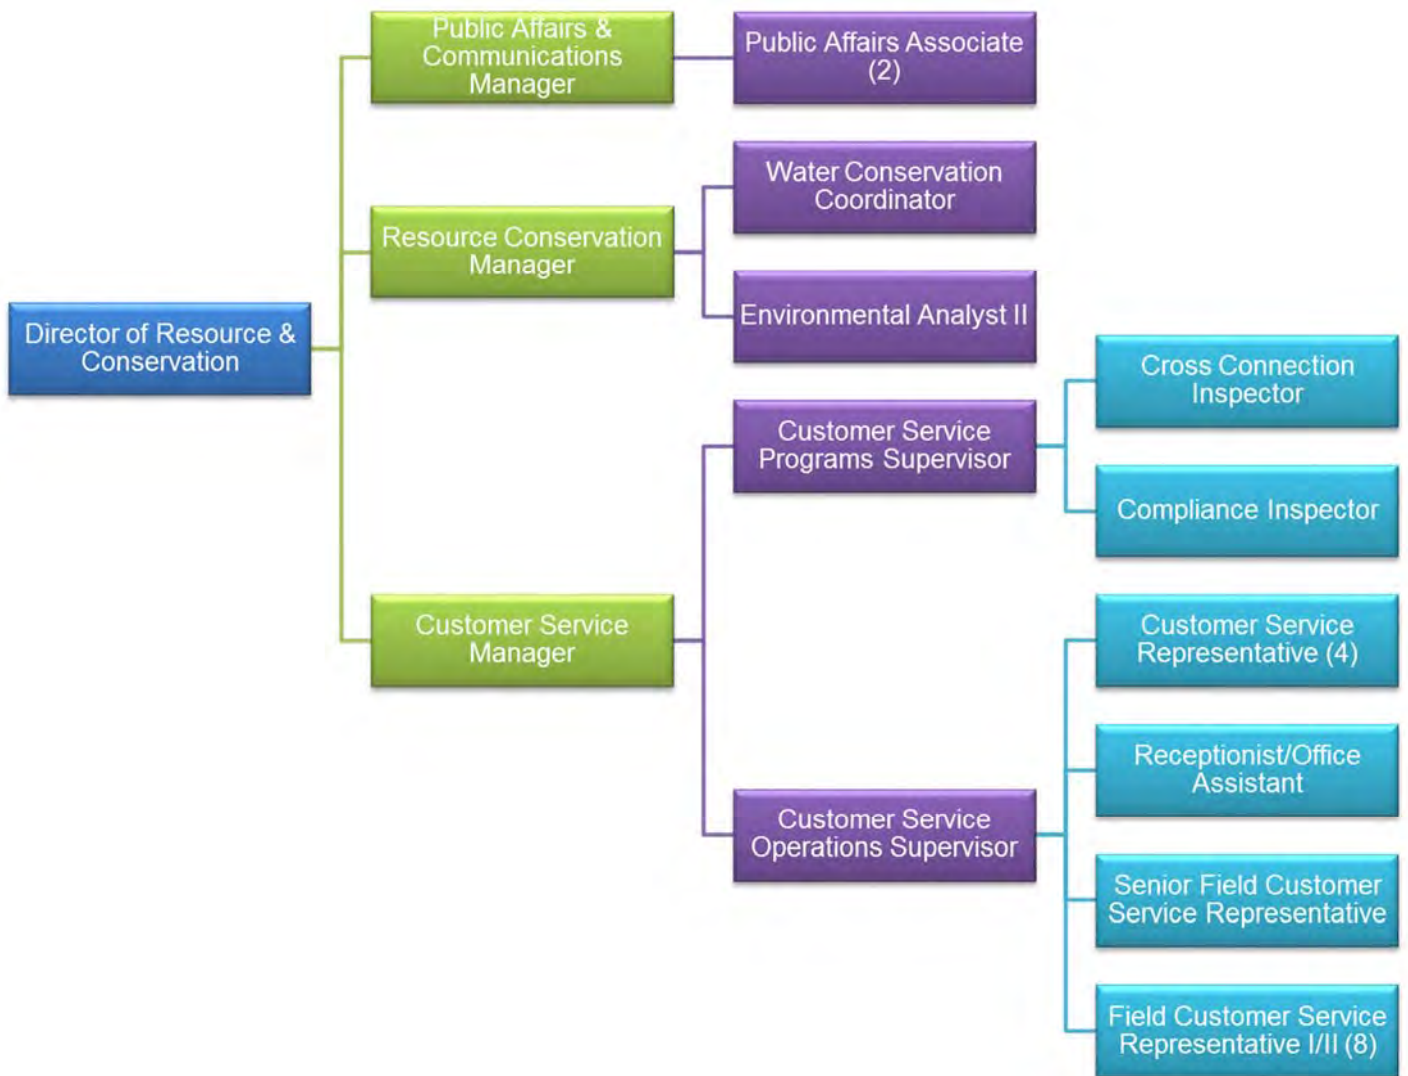 Public Affairs &
Communications
Manager
Public Affairs Associate
(2)
Water Conservation
Coordinator
Resource Conservation
Manager
Environmental Analyst II
Director of Resource &
Conservation
Cross Connection
Inspector
Customer Service
Programs Supervisor
Compliance Inspector
Customer Service
Manager
Customer Service
Representative (4)
Receptionist/Office
Assistant
Customer Service
Operations Supervisor
Senior Field Customer
Service Representative
Field Customer Service
Representative I/II (8)